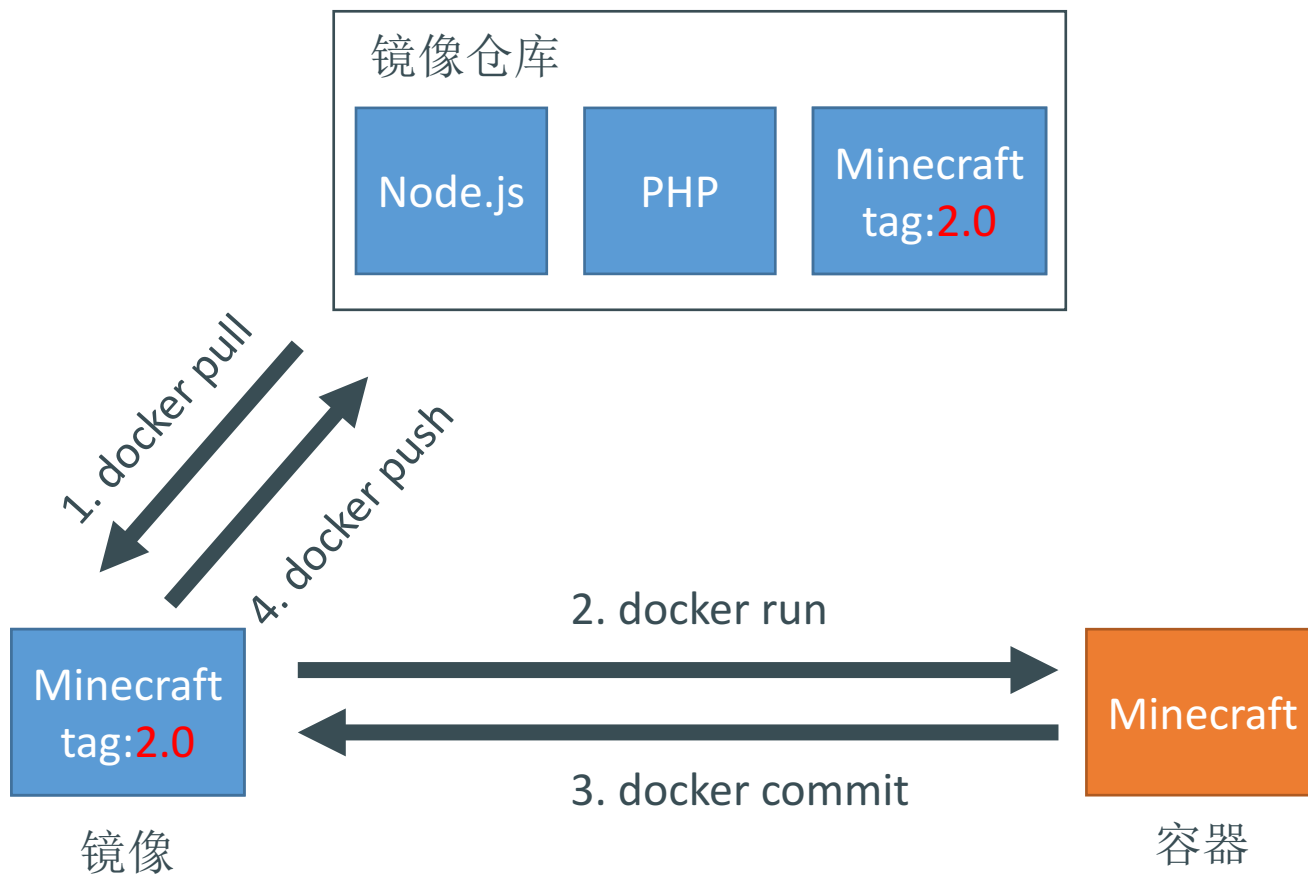 镜像仓库
Node.js
PHP
Minecraft
tag:2.0
1. docker pull
4. docker push
2. docker run
Minecraft
tag:2.0
Minecraft
3. docker commit
镜像
容器